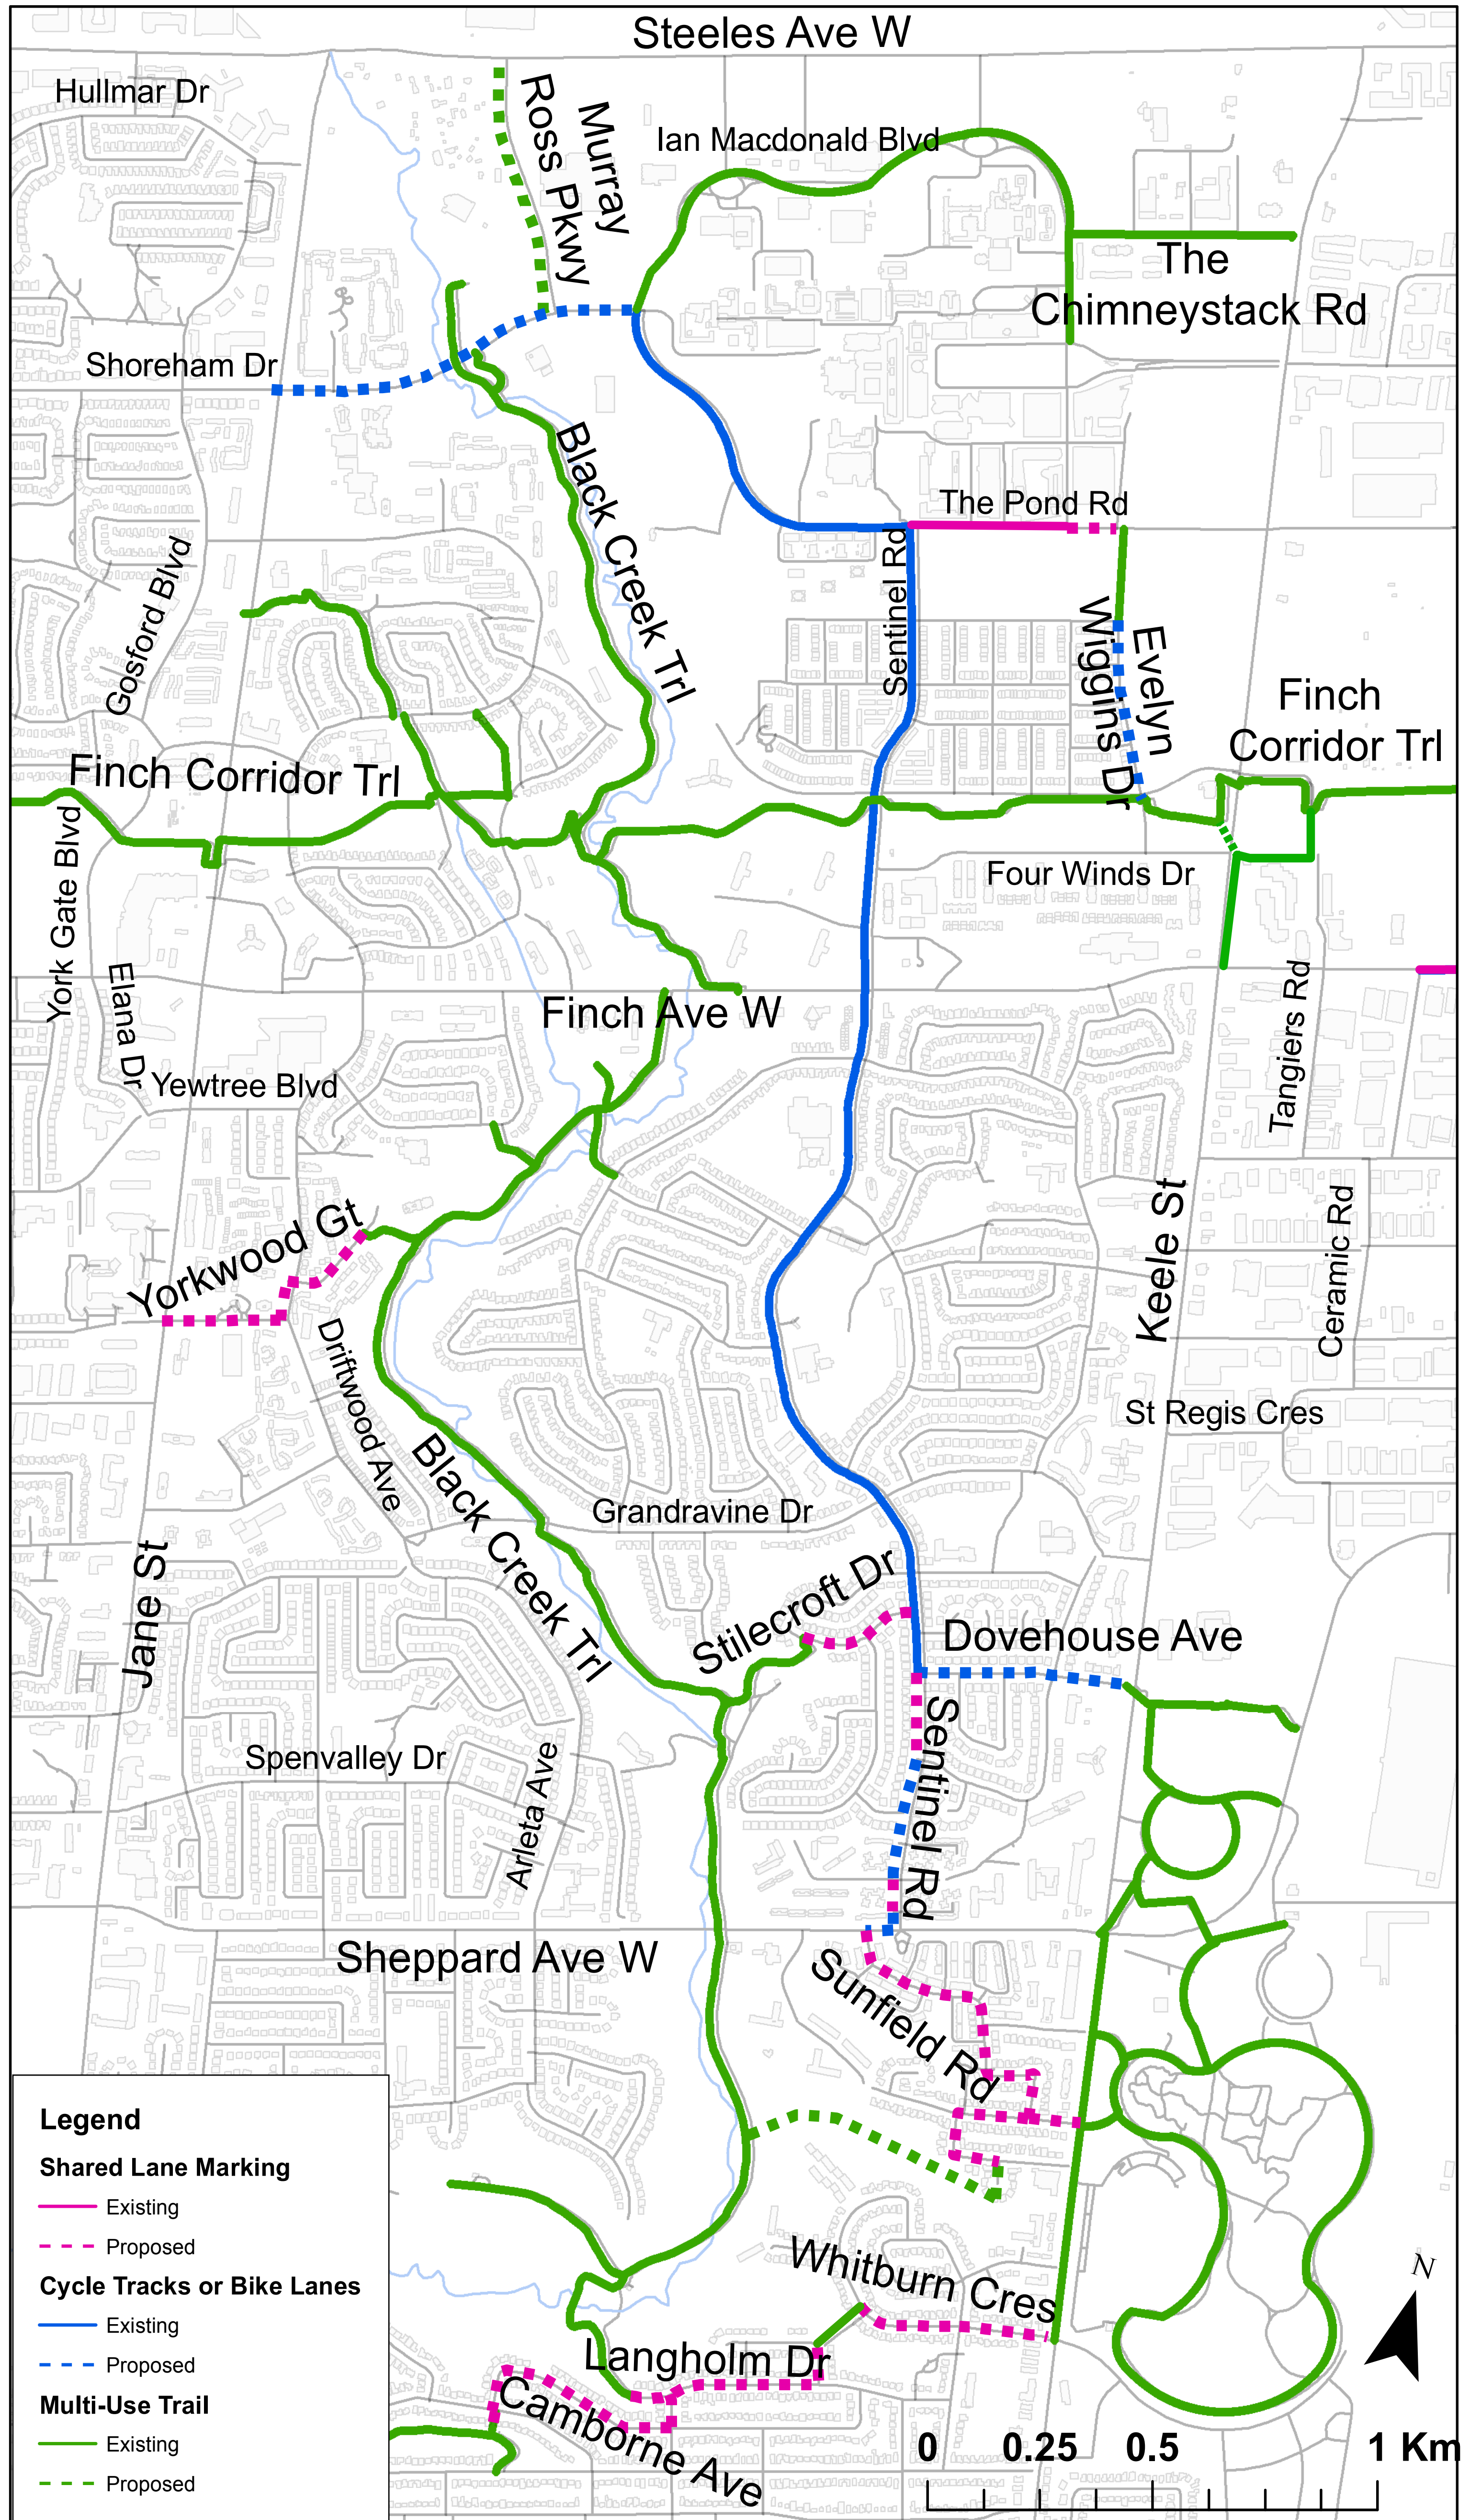 Steeles Ave W
Hullmar Dr
Murray
Ross Pkwy
Ian Macdonald Blvd
The
Chimneystack Rd
Shoreham Dr
Black Creek Trl
The Pond Rd
Sentinel Rd
Gosford Blvd
Evelyn
Wiggins Dr
Finch
Corridor Trl
Finch Corridor Trl
York Gate Blvd
Four Winds Dr
Elana Dr
Finch Ave W
Tangiers Rd
Yewtree Blvd
Yorkwood Gt
Keele St
Ceramic Rd
Driftwood Ave
St Regis Cres
Black Creek Trl
Grandravine Dr
Jane St
Stilecroft Dr
Dovehouse Ave
Sentinel Rd
Spenvalley Dr
Arleta Ave
Sheppard Ave W
Sunfield Rd
Whitburn Cres
Langholm Dr
Camborne Ave
Legend
Shared Lane Marking
Existing
Proposed
Cycle Tracks or Bike Lanes
Existing
Proposed
Multi-Use Trail
Existing
Proposed
N
0 0.25 0.5 1 Km